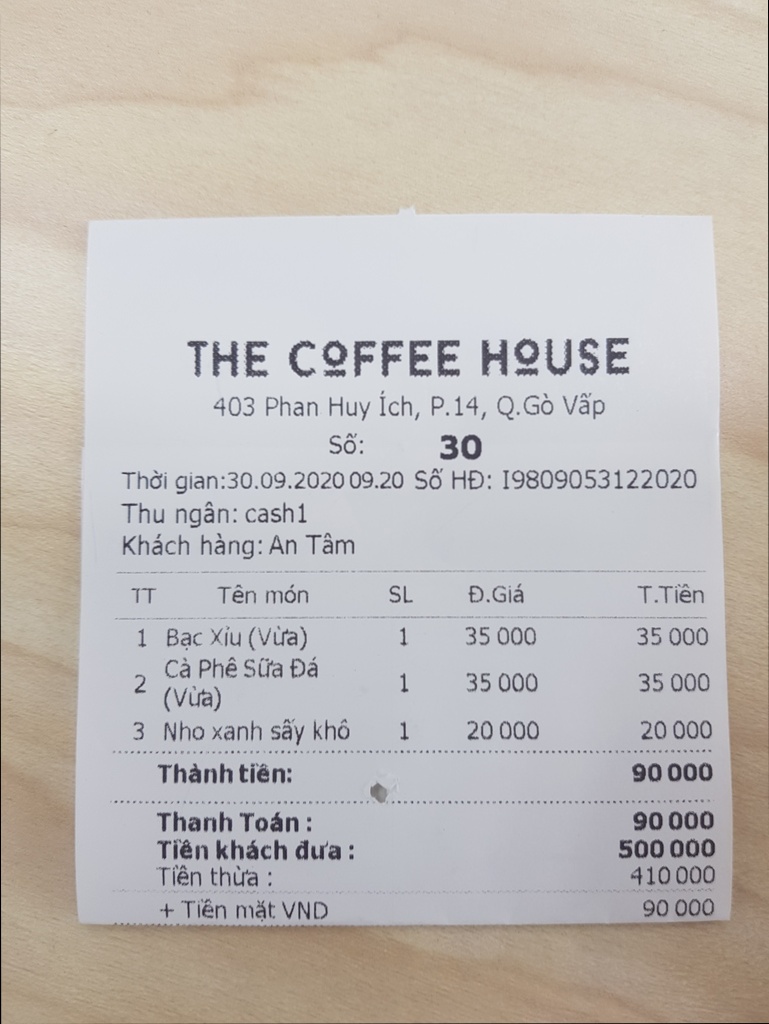 THE COFFEE HOUSE
403 Phan Huy Ích, P.14, Q.Gò Vấp
Số: 30
Thời gian:30.09.2020 09.20 Số HĐ: I9809053122020
Thu ngân: cash1
Khách hàng: An Tâm
TT Tên món SL Đ.Giá T.Tiền
1 Bạc Xỉu (Vừa) 1 35 000 35 000
2 Cà Phê Sữa Đá (Vừa) 1 35 000 35 000
3 Nho xanh sấy khô 1 20 000 20 000
Thành tiền: 90 000
Thanh Toán : 90 000
Tiền khách đưa : 500 000
Tiền thừa : 410 000
+ Tiền mặt VND 90 000